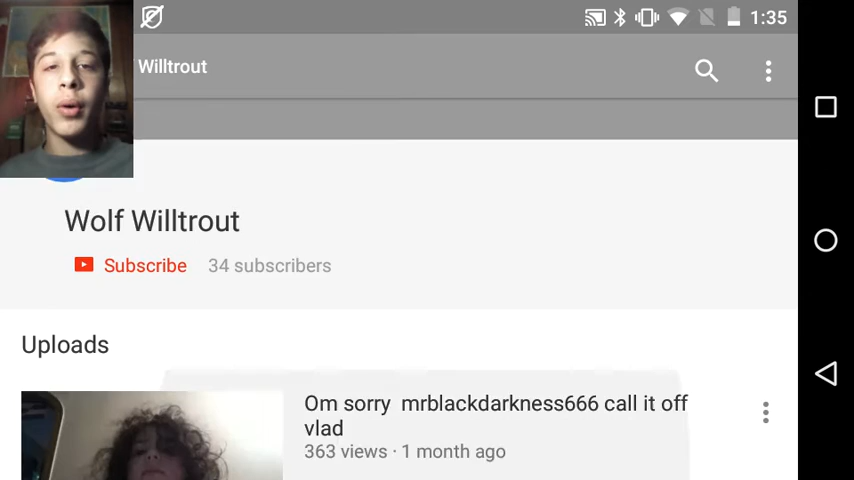 1:35
Willtrout
Wolf Willtrout
Subscribe 34 subscribers
Uploads
Om sorry mrblackdarkness666 call it off
vlad
363 views · 1 month ago